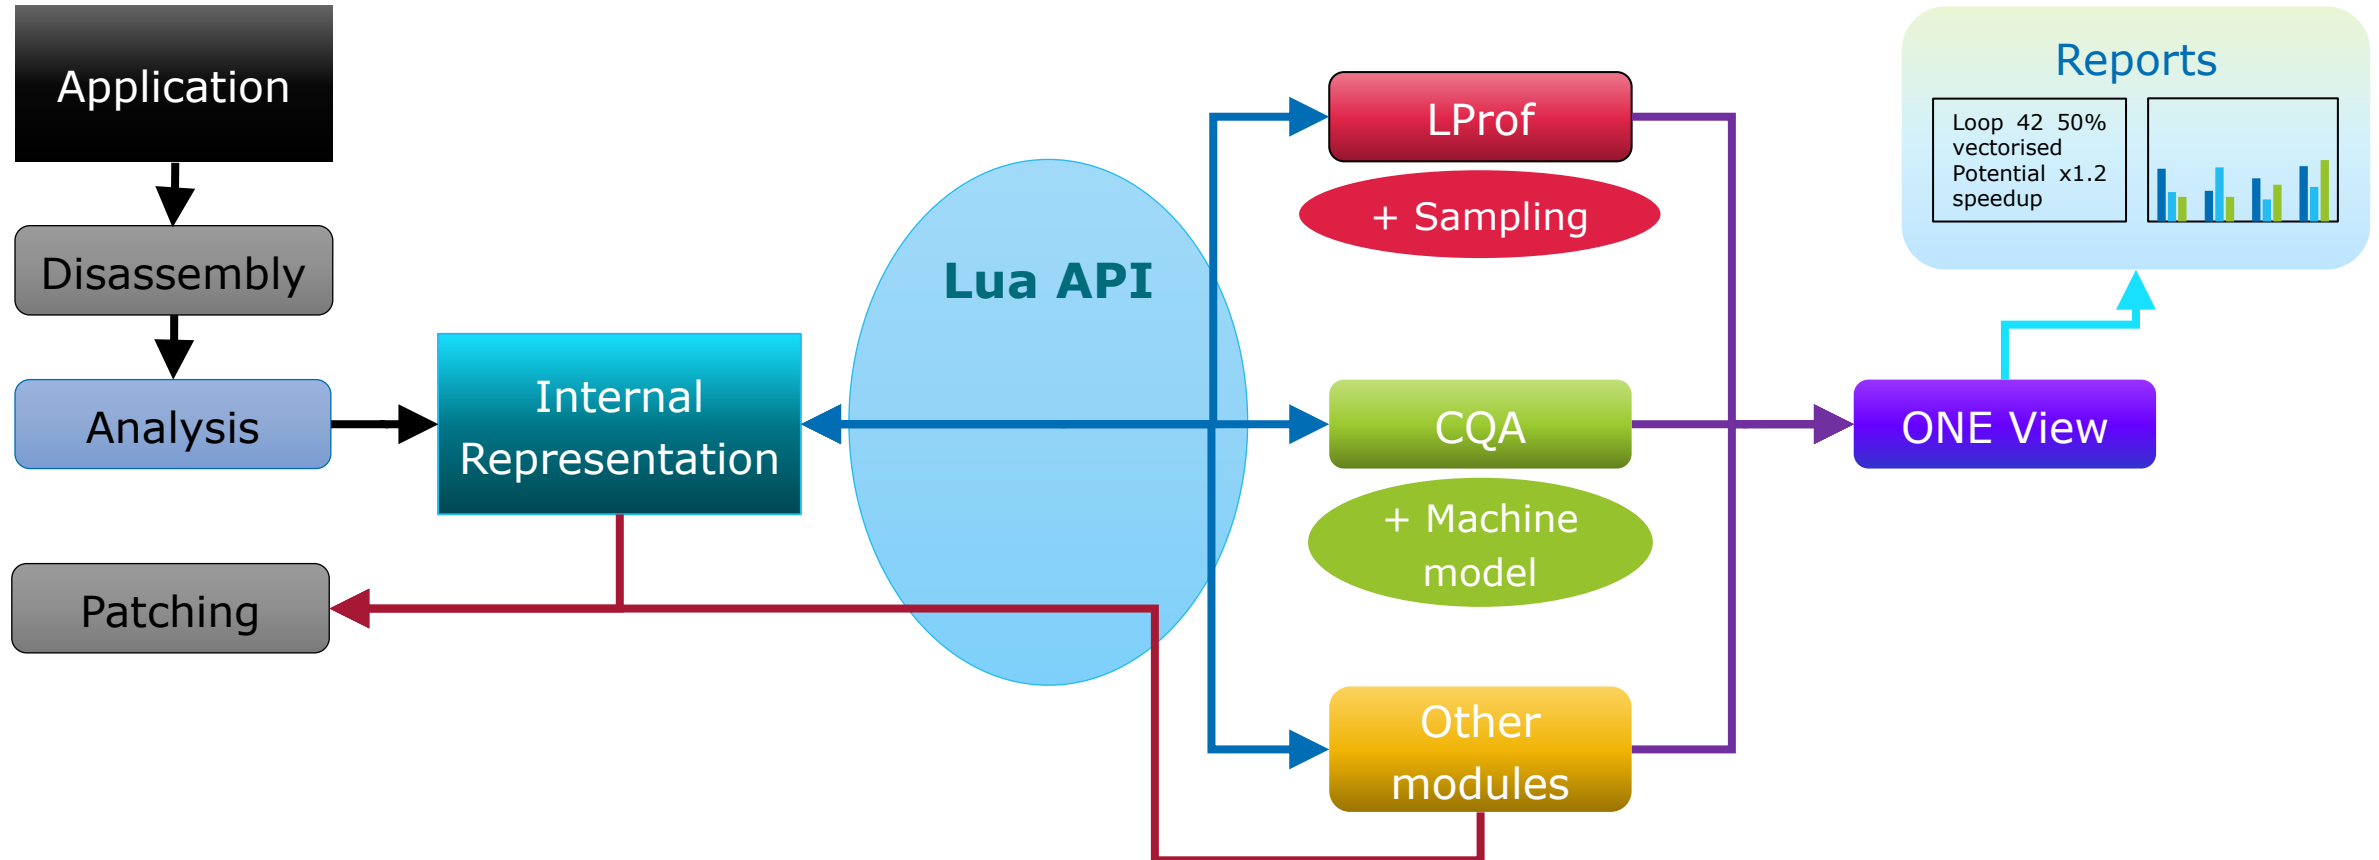 Application
Disassembly
Analysis
Patching
Internal
Representation
Lua API
LProf
+ Sampling
CQA
+ Machine
model
Other
modules
ONE View
Reports
Loop 42 50%
vectorised
Potential x1.2
speedup